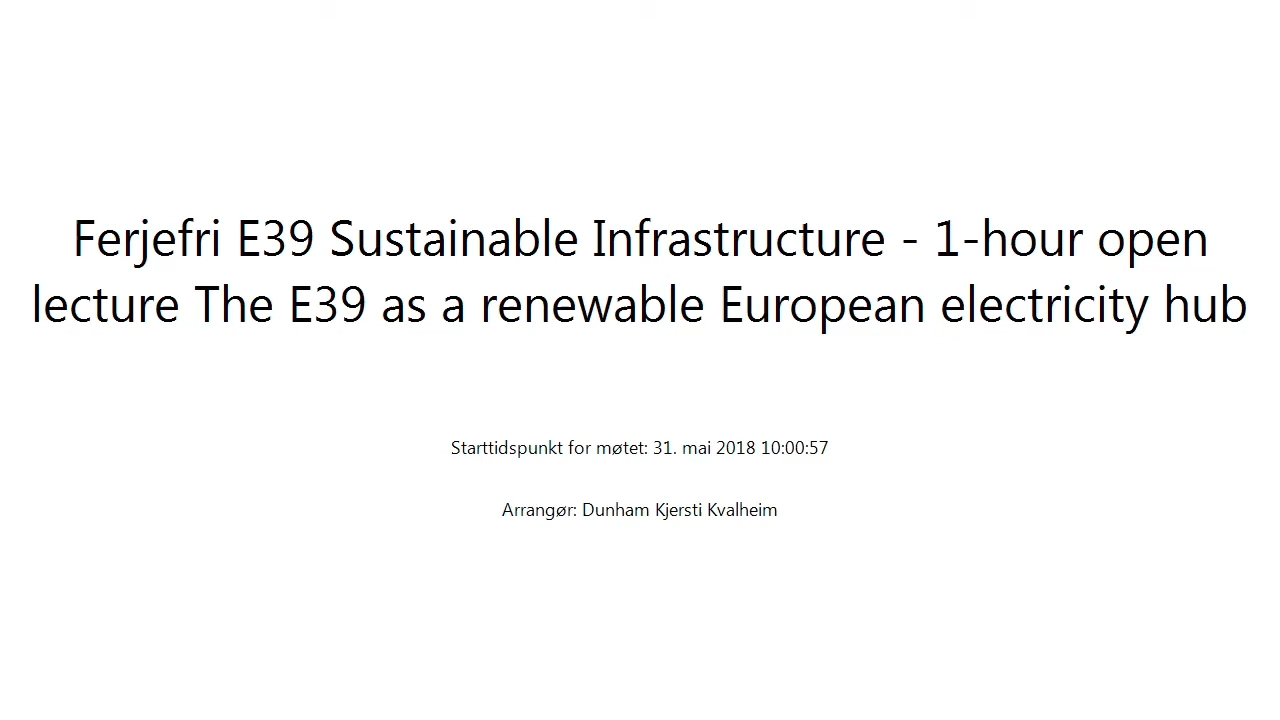 Ferjefri E39 Sustainable Infrastructure - 1-hour open
lecture The E39 as a renewable European electricity hub
Starttidspunkt for møtet: 31. mai 2018 10:00:57
Arrangør: Dunham Kjersti Kvalheim